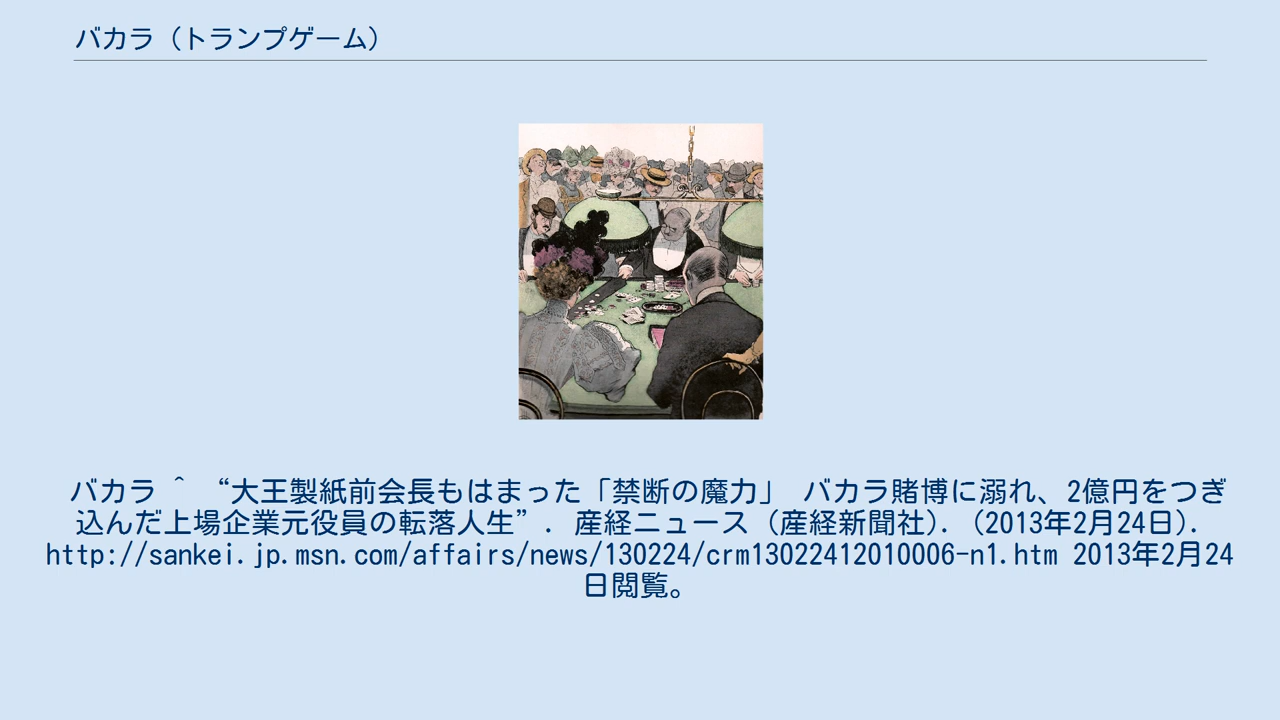 バカラ（トランプゲーム）
バカラ ^ “大王製紙前会長もはまった「禁断の魔力」 バカラ賭博に溺れ、2億円をつぎ
込んだ上場企業元役員の転落人生”. 産経ニュース（産経新聞社）. （2013年2月24日）.
http://sankei.jp.msn.com/affairs/news/130224/crm13022412010006-n1.htm 2013年2月24
日閲覧。